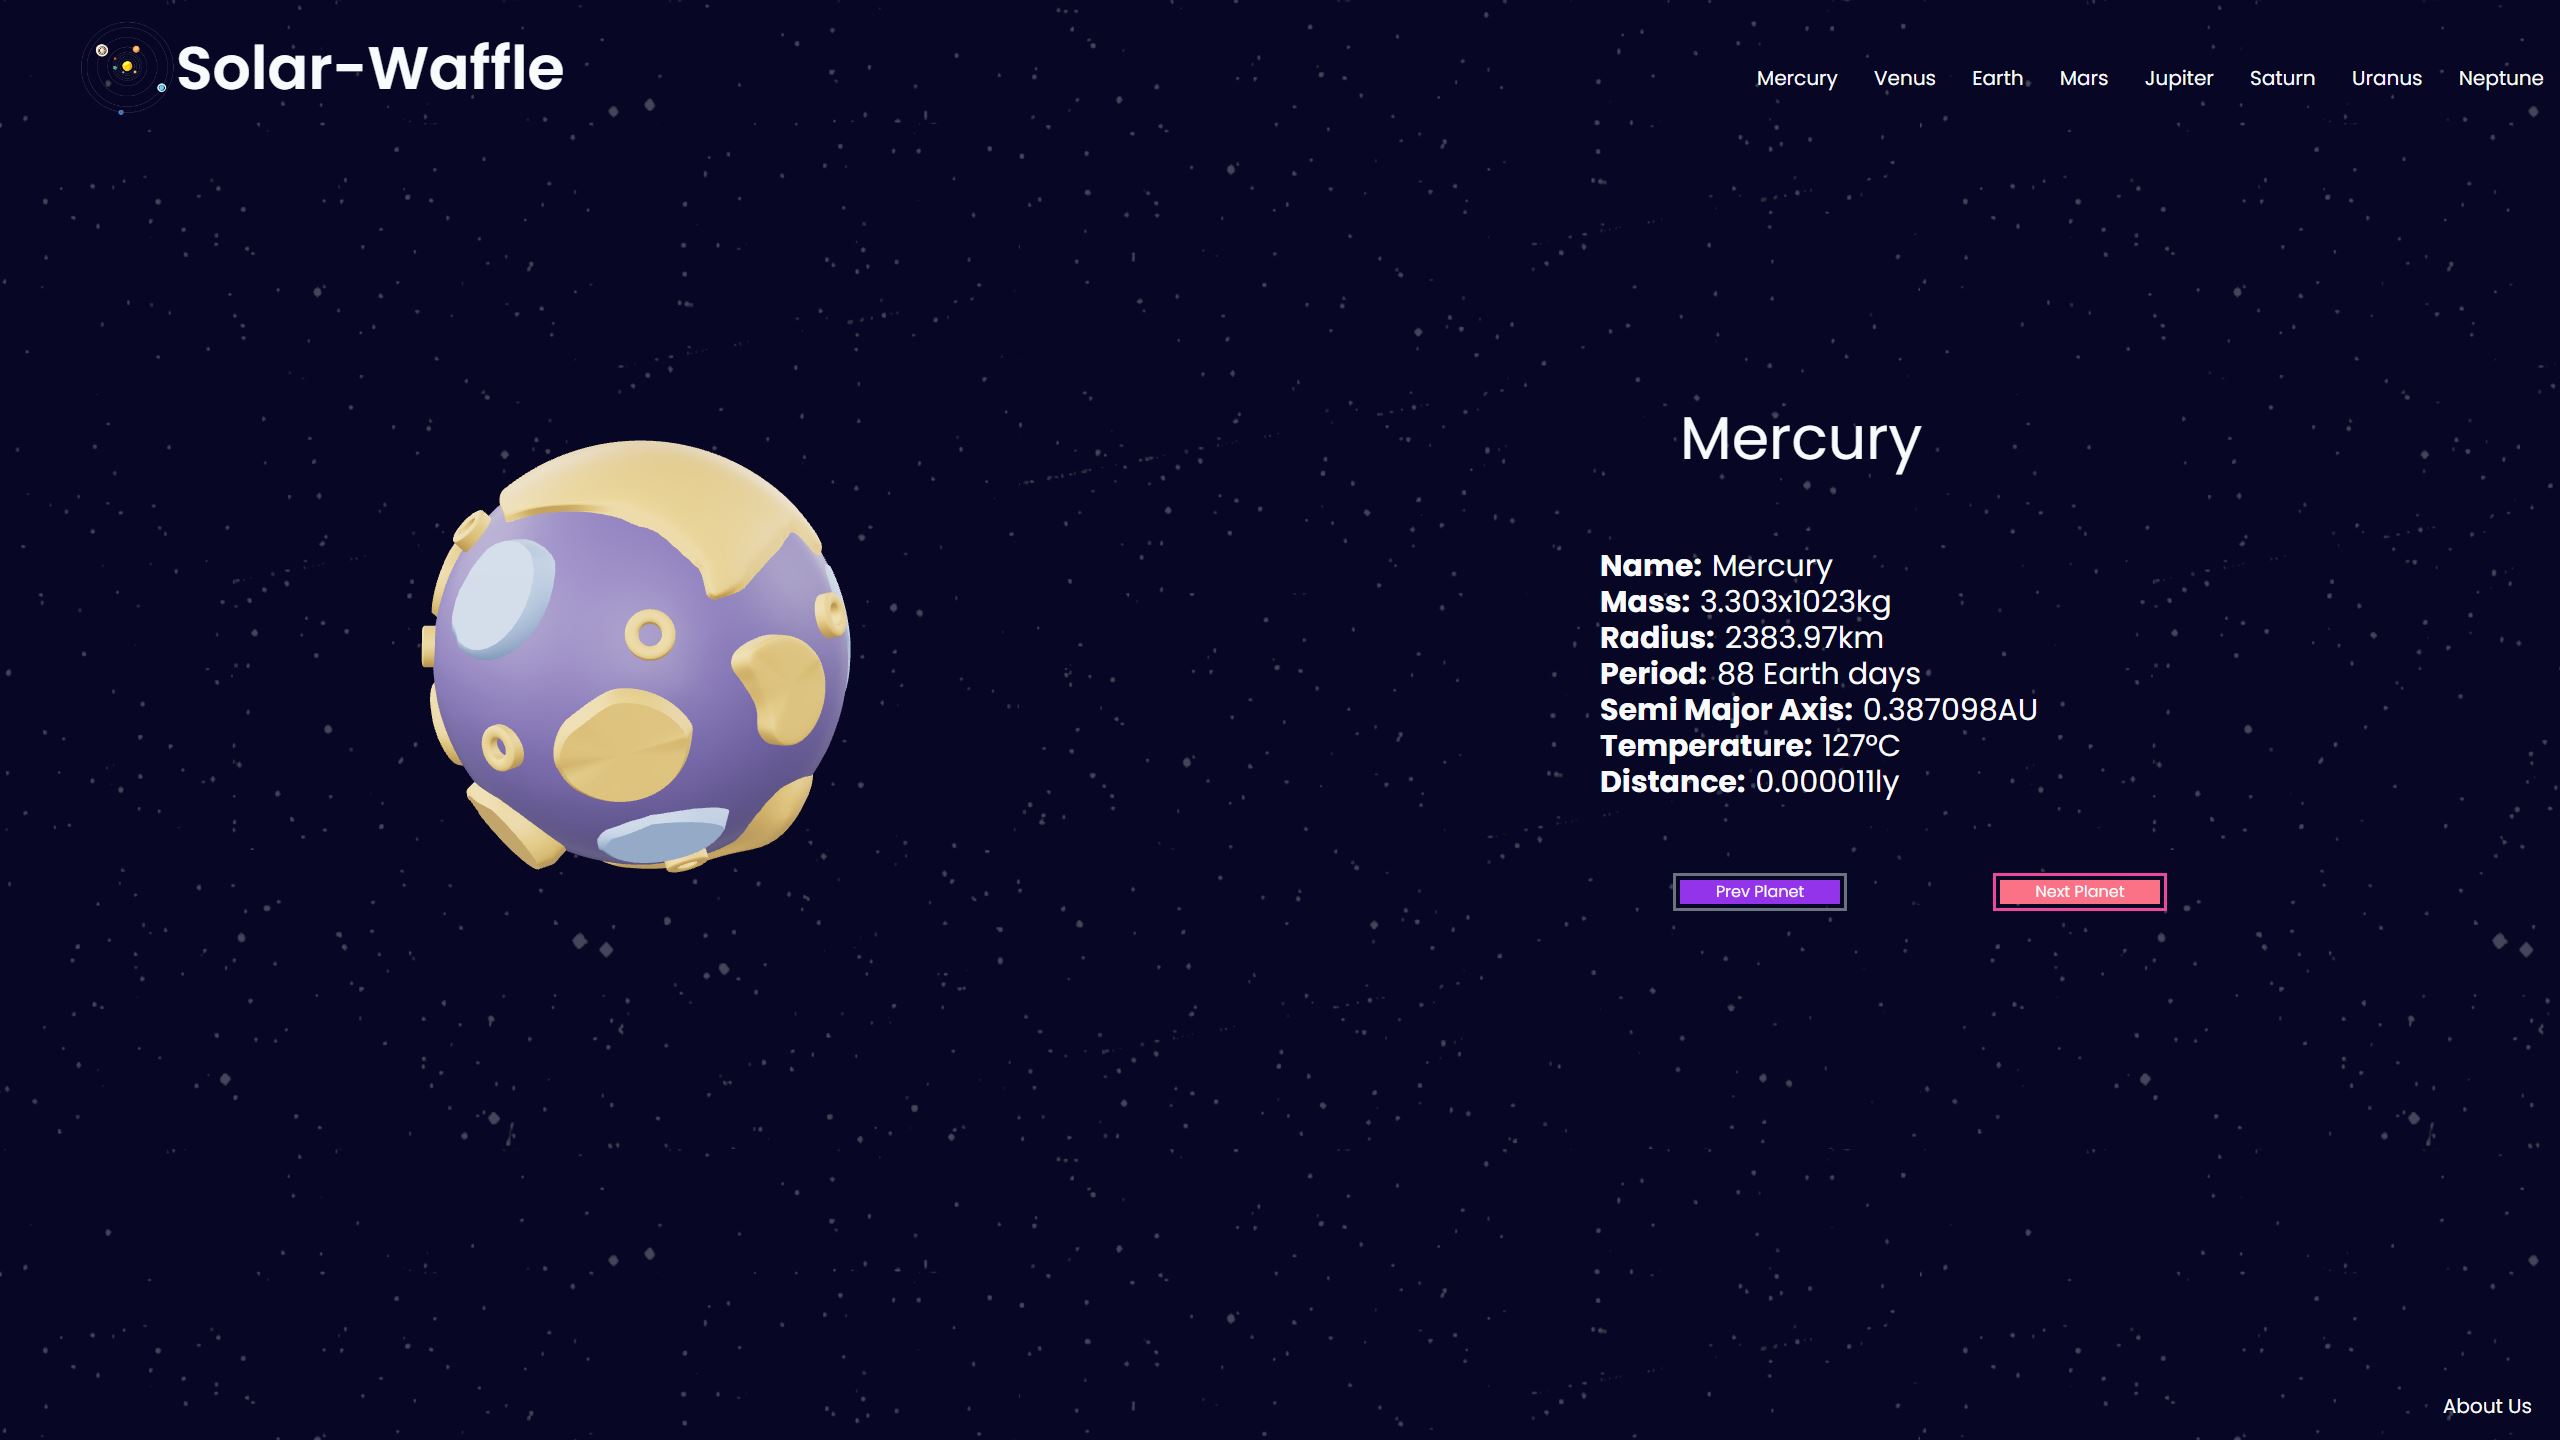 Solar-Waffle
Mercury Venus Earth Mars Jupiter Saturn Uranus Neptune
Mercury
Name: Mercury
Mass: 3.303x1023kg
Radius: 2383.97km
Period: 88 Earth days
Semi Major Axis: 0.387098AU
Temperature: 127°C
Distance: 0.000011ly
Prev Planet Next Planet
About Us